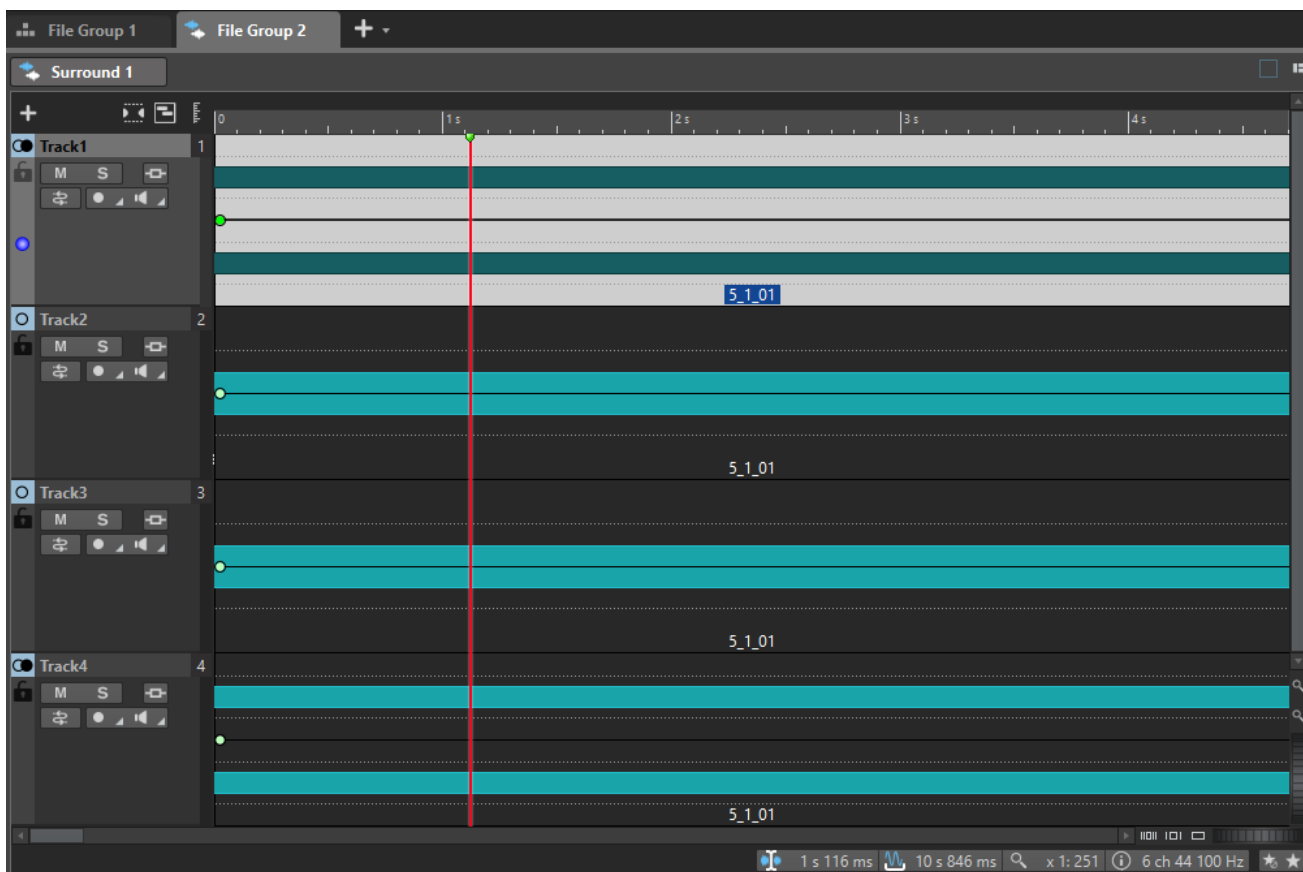 File Group 1 File Group 2
Surround 1
0 1 s 2 s 3 s 4 s
Track1 1
M S
5_1_01
Track2 2
M S
5_1_01
Track3 3
M S
5_1_01
Track4 4
M S
5_1_01
1 s 116 ms 10 s 846 ms x 1: 251 6 ch 44 100 Hz